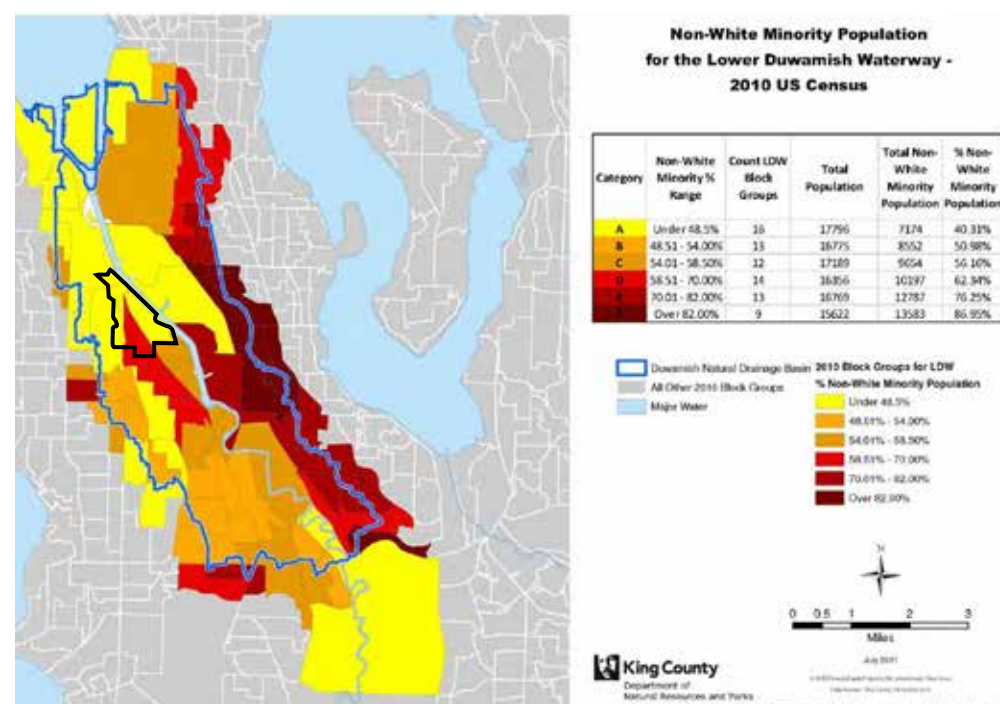 Non-White Minority Population
for the Lower Duwamish Waterway -
2010 US Census
Category Non-White Minority % Range Count LDW Block Groups Total Population Total Non-White Minority Population % Non-White Minority Population
A Under 48.5% 16 17796 7174 40.31%
B 48.51 - 54.00% 13 16775 8552 50.98%
C 54.01 - 58.50% 12 17189 9654 56.16%
D 58.51 - 70.00% 14 16356 10197 62.34%
E 70.01 - 82.00% 13 16769 12787 76.25%
F Over 82.00% 9 15622 13583 86.95%
Duwamish Natural Drainage Basin
All Other 2010 Block Groups
Major Water
2010 Block Groups for LDW
% Non-White Minority Population
Under 48.5%
48.01% - 54.00%
54.01% - 58.50%
58.51% - 70.00%
70.01% - 82.00%
Over 82.00%
N
0 0.5 1 2 3
Miles
July 2011
King County
Department of
Natural Resources and Parks